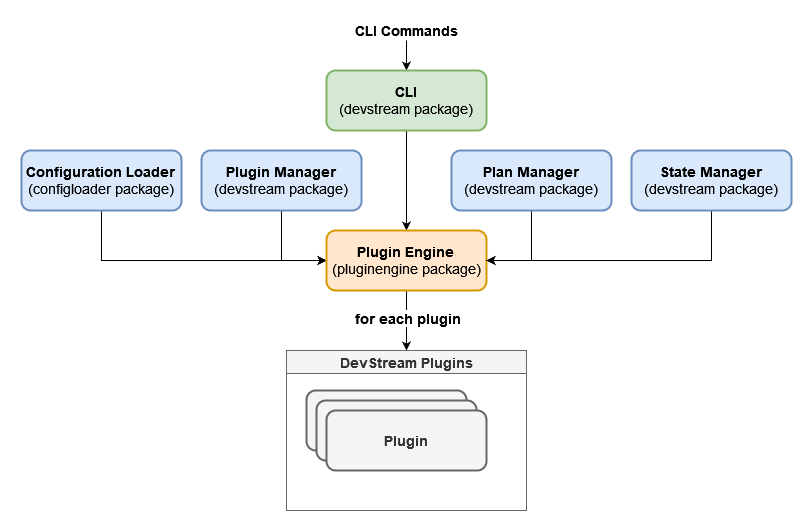 CLI Commands
CLI
(devstream package)
Configuration Loader
(configloader package)
Plugin Manager
(devstream package)
Plan Manager
(devstream package)
State Manager
(devstream package)
Plugin Engine
(pluginengine package)
for each plugin
DevStream Plugins
Plugin